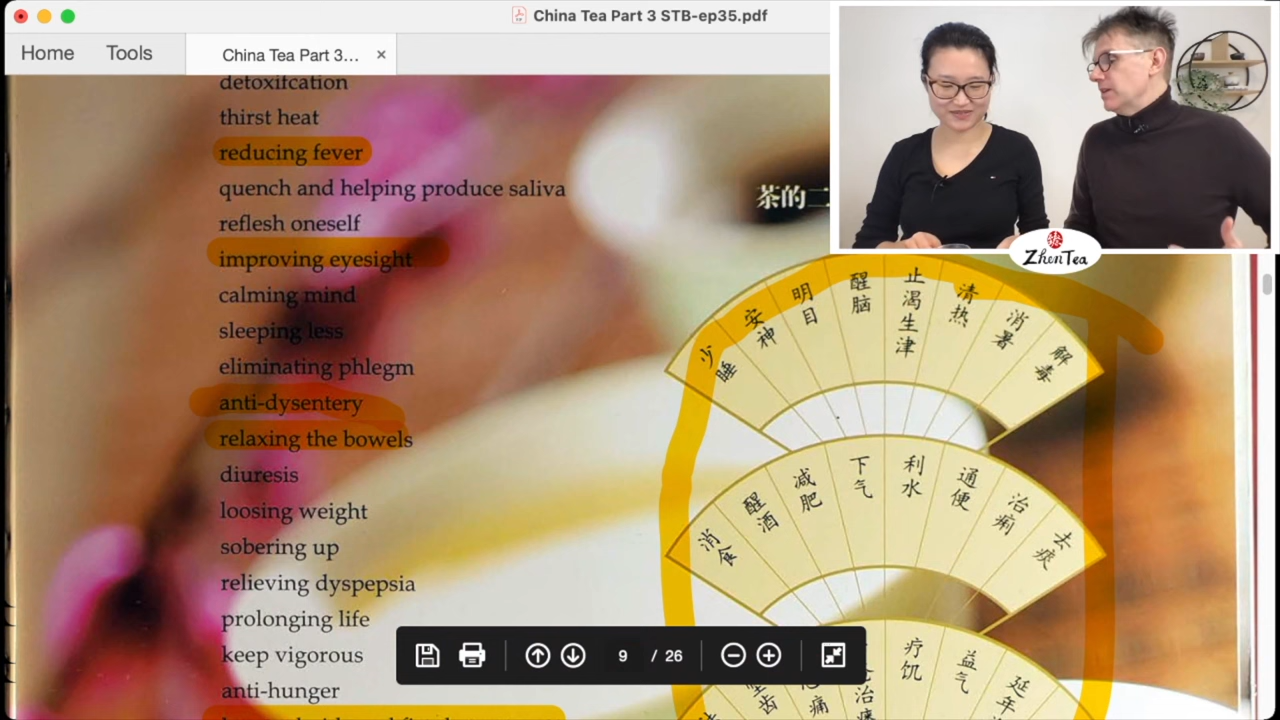 China Tea Part 3 STB-ep35.pdf
Home
Tools
China Tea Part 3...
detoxifcation
thirst heat
reducing fever
quench and helping produce saliva
reflesh oneself
improving eyesight
calming mind
sleeping less
eliminating phlegm
anti-dysentery
relaxing the bowels
diuresis
loosing weight
sobering up
relieving dyspepsia
prolonging life
keep vigorous
anti-hunger
茶的二
ZhenTea
少睡
安神
明目
醒脑
止渴生津
清热
消暑
解毒
消食
醒酒
减肥
下气
利水
通便
治痢
去痰
疗饥
益气
延年
9 / 26